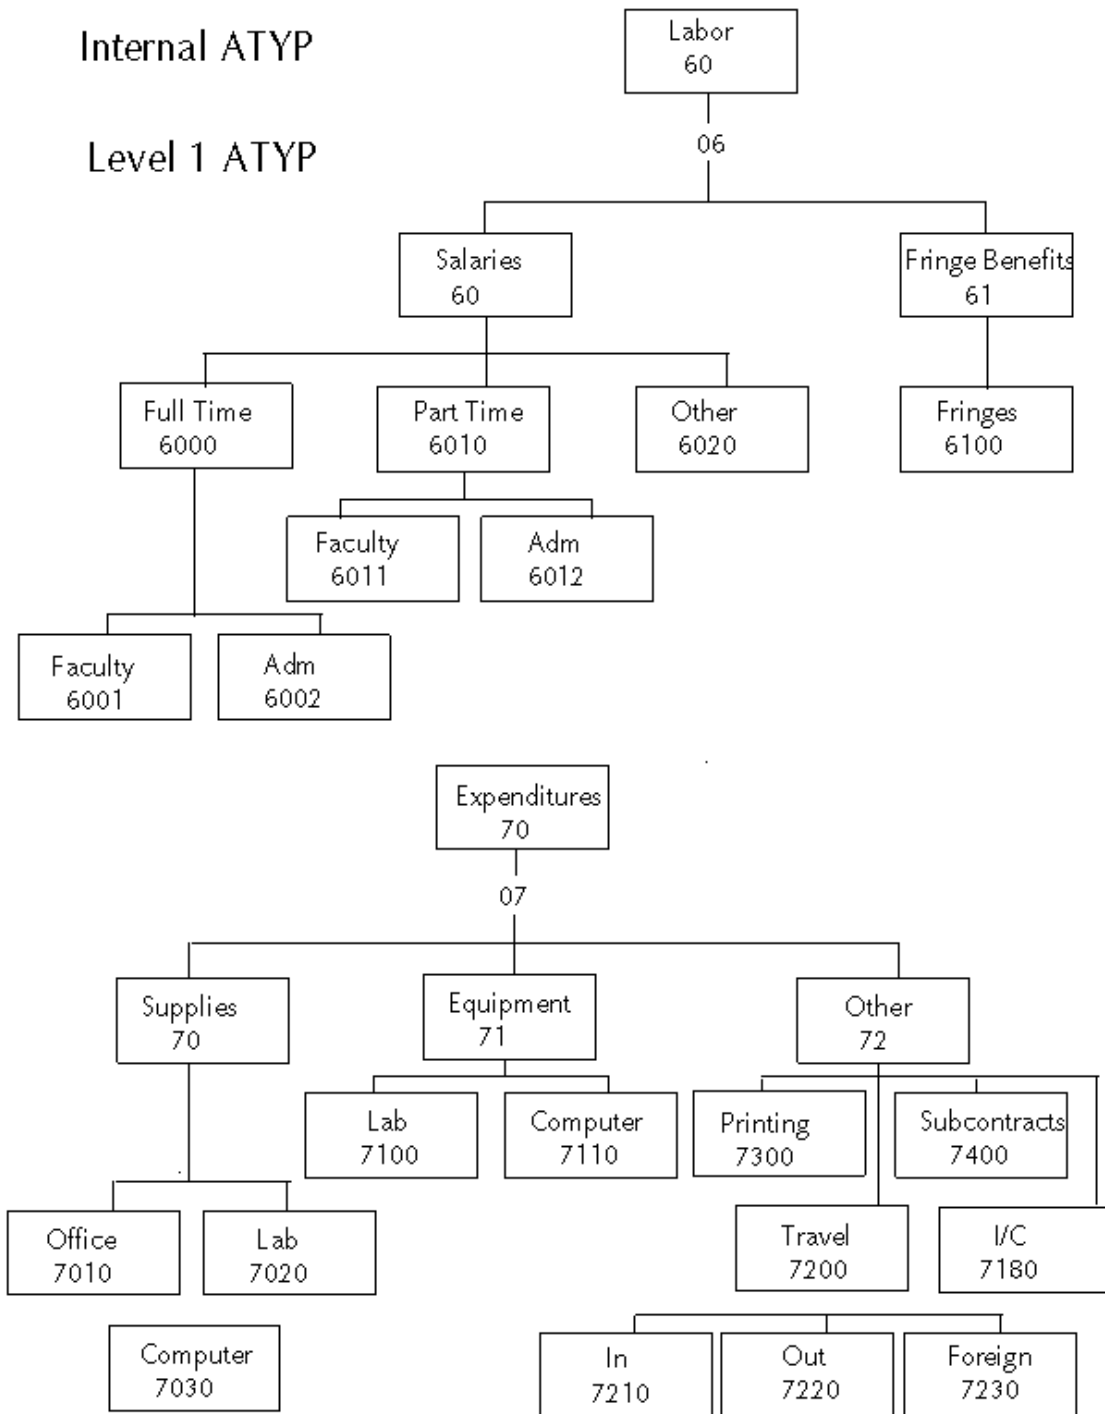 Internal ATYP
Labor
60
Level 1 ATYP
06
Salaries
60
Fringe Benefits
61
Full Time
6000
Part Time
6010
Other
6020
Fringes
6100
Faculty
6011
Adm
6012
Faculty
6001
Adm
6002
Expenditures
70
07
Supplies
70
Equipment
71
Other
72
Lab
7100
Computer
7110
Printing
7300
Subcontracts
7400
Office
7010
Lab
7020
Travel
7200
I/C
7180
Computer
7030
In
7210
Out
7220
Foreign
7230